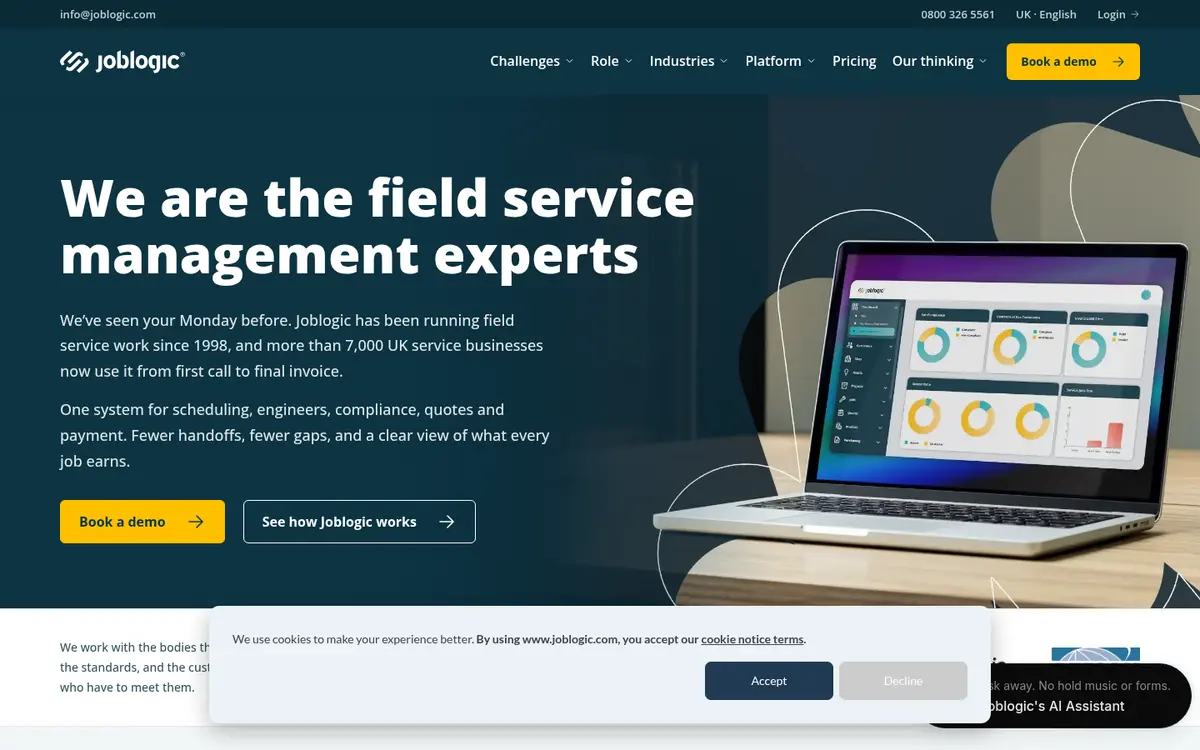 info@joblogic.com
0800 326 5561
UK · English
Login →
joblogic®
Challenges
Role
Industries
Platform
Pricing
Our thinking
Book a demo →
We are the field service
management experts
We've seen your Monday before. Joblogic has been running field
service work since 1998, and more than 7,000 UK service businesses
now use it from first call to final invoice.
One system for scheduling, engineers, compliance, quotes and
payment. Fewer handoffs, fewer gaps, and a clear view of what every
job earns.
Book a demo →
See how Joblogic works →
joblogic
We work with the bodies th
the standards, and the cust
who have to meet them.
We use cookies to make your experience better. By using www.joblogic.com, you accept our cookie notice terms.
Accept
Decline
sk away. No hold music or forms.
oblogic's AI Assistant